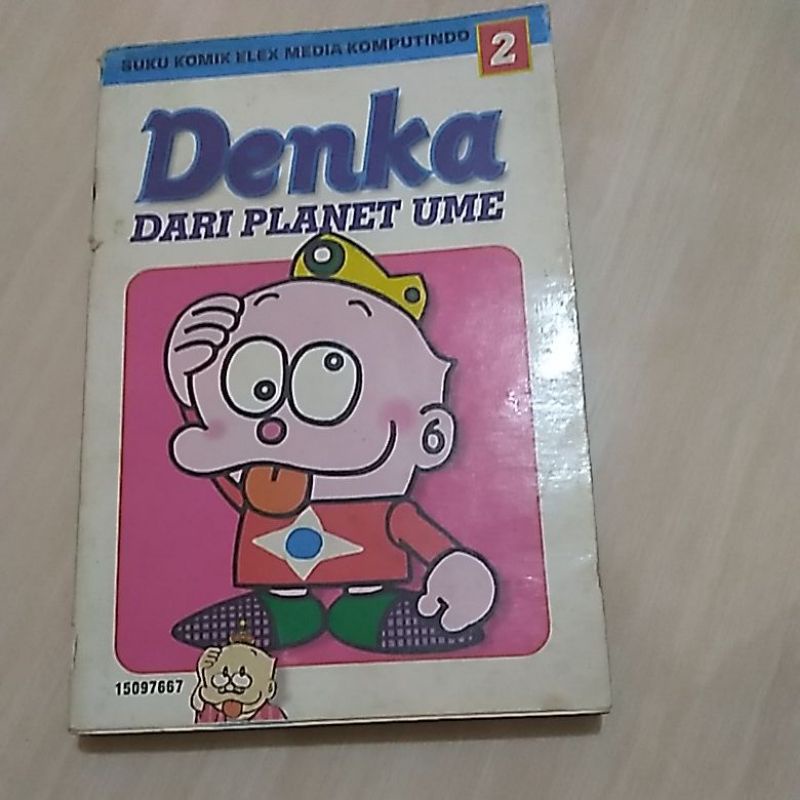 BUKU KOMIK ELEX MEDIA KOMPUTINDO
2
Denka
DARI PLANET UME
15097667